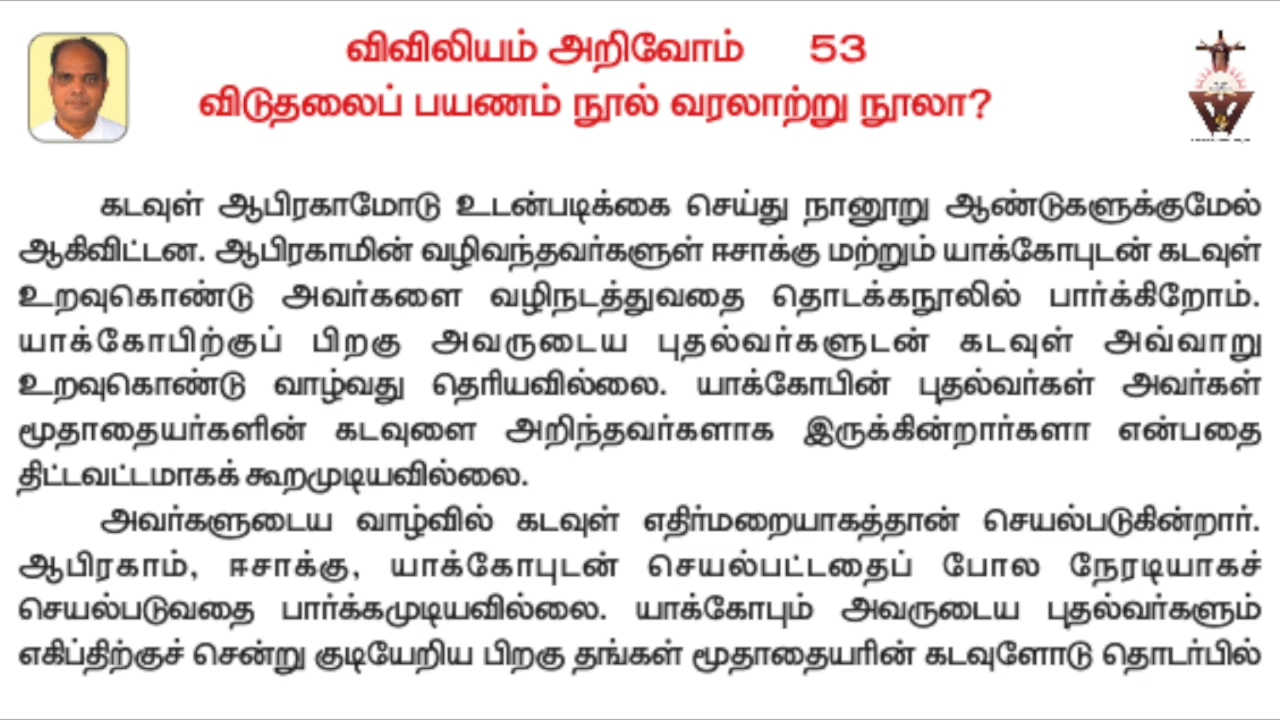 விவிலியம் அறிவோம் 53
விடுதலைப் பயணம் நூல் வரலாற்று நூலா?
கடவுள் ஆபிரகாமோடு உடன்படிக்கை செய்து நானூறு ஆண்டுகளுக்குமேல்
ஆகிவிட்டன. ஆபிரகாமின் வழிவந்தவர்களுள் ஈசாக்கு மற்றும் யாக்கோபுடன் கடவுள்
உறவுகொண்டு அவர்களை வழிநடத்துவதை தொடக்கநூலில் பார்க்கிறோம்.
யாக்கோபிற்குப் பிறகு அவருடைய புதல்வர்களுடன் கடவுள் அவ்வாறு
உறவுகொண்டு வாழ்வது தெரியவில்லை. யாக்கோபின் புதல்வர்கள் அவர்கள்
மூதாதையர்களின் கடவுளை அறிந்தவர்களாக இருக்கின்றார்களா என்பதை
திட்டவட்டமாகக் கூறமுடியவில்லை.
அவர்களுடைய வாழ்வில் கடவுள் எதிர்மறையாகத்தான் செயல்படுகின்றார்.
ஆபிரகாம், ஈசாக்கு, யாக்கோபுடன் செயல்பட்டதைப் போல நேரடியாகச்
செயல்படுவதை பார்க்கமுடியவில்லை. யாக்கோபும் அவருடைய புதல்வர்களும்
எகிப்திற்குச் சென்று குடியேறிய பிறகு தங்கள் மூதாதையரின் கடவுளோடு தொடர்பில்